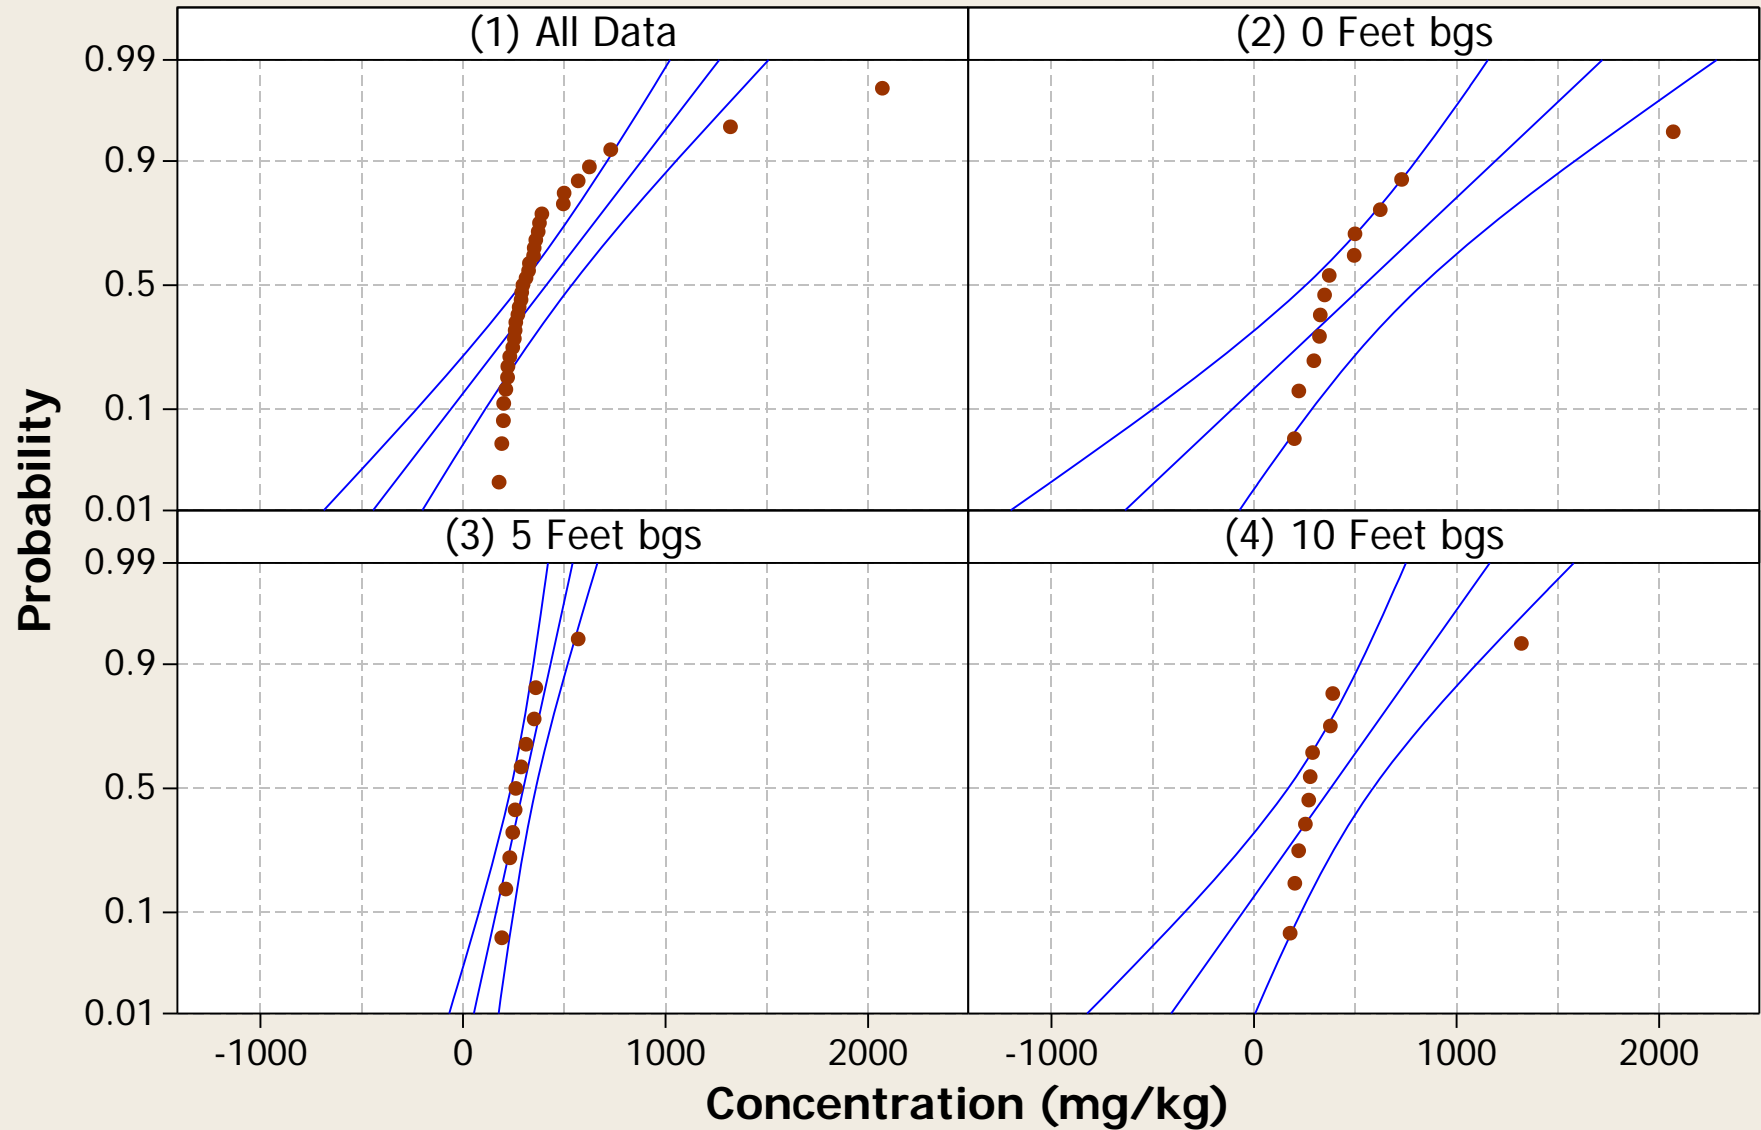 (1) All Data
(2) 0 Feet bgs
0.99
0.9
0.5
0.1
0.01
(3) 5 Feet bgs
(4) 10 Feet bgs
0.99
0.9
0.5
0.1
0.01
-1000 0 1000 2000 -1000 0 1000 2000
Probability
Concentration (mg/kg)